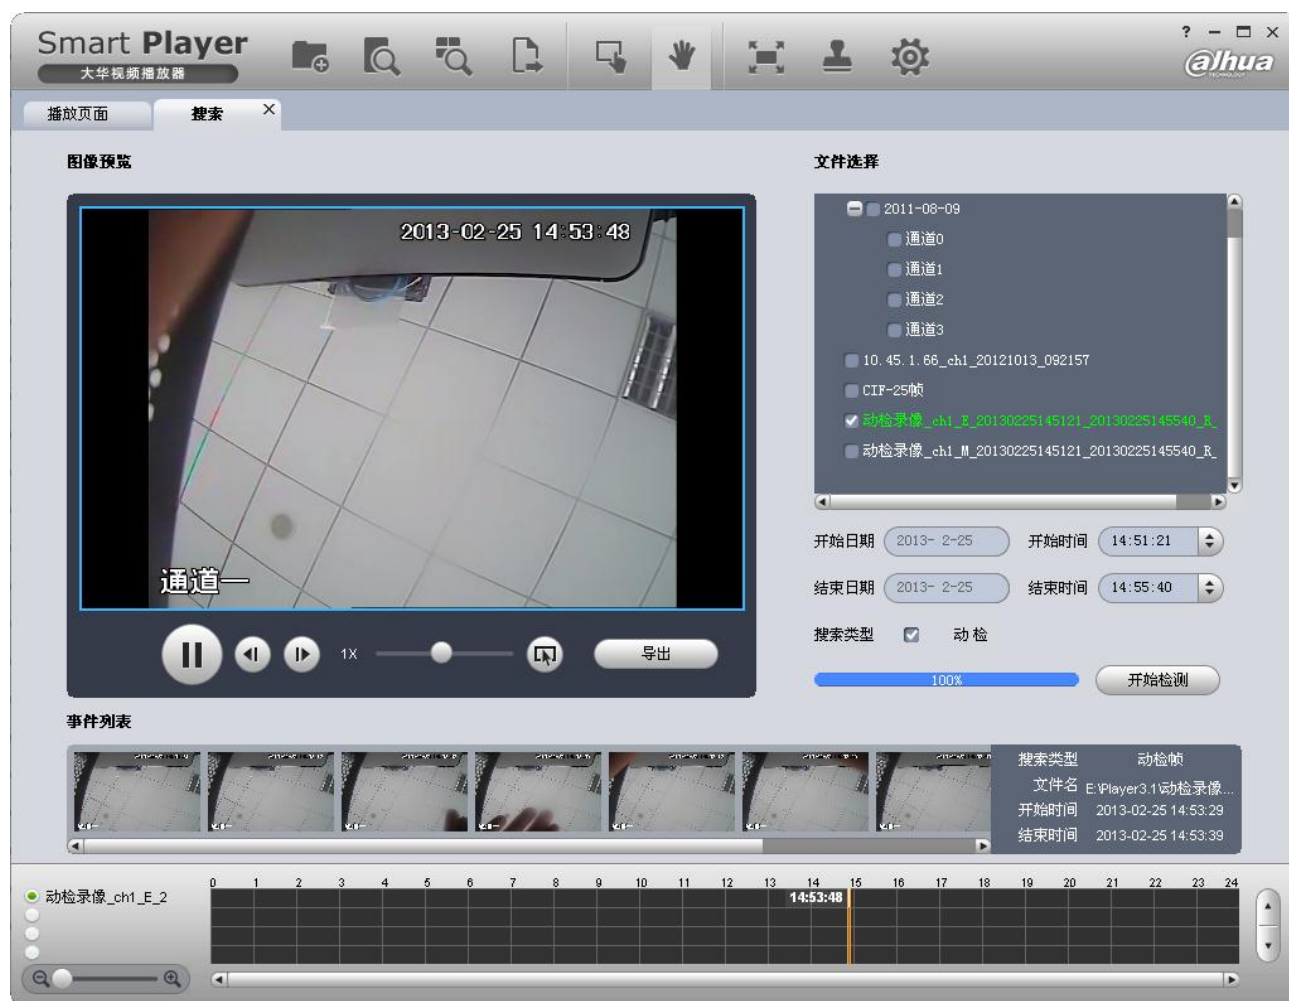 Smart Player
大华视频播放器
?
alhua
TECHNOLOGY
播放页面
搜索
图像预览
文件选择
2013-02-25 14:53:48
通道一
2011-08-09
通道0
通道1
通道2
通道3
10.45.1.66_ch1_20121013_092157
CIF-25帧
动检录像_ch1_E_20130225145121_20130225145540_R_
动检录像_ch1_M_20130225145121_20130225145540_R_
开始日期 2013- 2-25 开始时间 14:51:21
结束日期 2013- 2-25 结束时间 14:55:40
搜索类型 动检
1X 导出
100% 开始检测
事件列表
搜索类型 动检帧
文件名 E:\Player3.1\动检录像...
开始时间 2013-02-25 14:53:29
结束时间 2013-02-25 14:53:39
0 1 2 3 4 5 6 7 8 9 10 11 12 13 14 15 16 17 18 19 20 21 22 23 24
动检录像_ch1_E_2
14:53:48